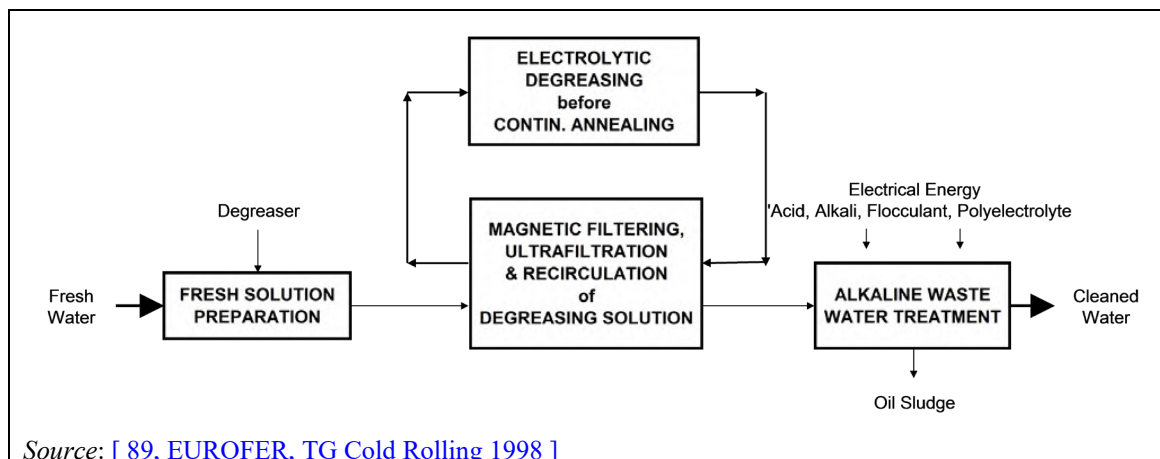 ELECTROLYTIC
DEGREASING
before
CONTIN. ANNEALING
Electrical Energy
'Acid, Alkali, Flocculant, Polyelectrolyte
Degreaser
MAGNETIC FILTERING,
ULTRAFILTRATION
& RECIRCULATION
of
DEGREASING SOLUTION
Fresh
Water
FRESH SOLUTION
PREPARATION
ALKALINE WASTE
WATER TREATMENT
Cleaned
Water
Oil Sludge
Source: [ 89, EUROFER, TG Cold Rolling 1998 ]